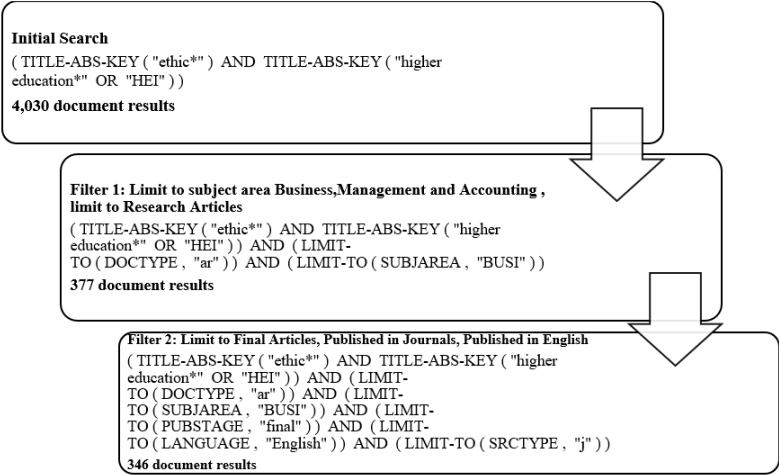 Initial Search
( TITLE-ABS-KEY ( "ethic*" ) AND TITLE-ABS-KEY ( "higher
education*" OR "HEI" ) )
4,030 document results
Filter 1: Limit to subject area Business,Management and Accounting ,
limit to Research Articles
( TITLE-ABS-KEY ( "ethic*" ) AND TITLE-ABS-KEY ( "higher
education*" OR "HEI" ) ) AND ( LIMIT-
TO ( DOCTYPE , "ar" ) ) AND ( LIMIT-TO ( SUBJAREA , "BUSI" ) )
377 document results
Filter 2: Limit to Final Articles, Published in Journals, Published in English
( TITLE-ABS-KEY ( "ethic*" ) AND TITLE-ABS-KEY ( "higher
education*" OR "HEI" ) ) AND ( LIMIT-
TO ( DOCTYPE , "ar" ) ) AND ( LIMIT-
TO ( SUBJAREA , "BUSI" ) ) AND ( LIMIT-
TO ( PUBSTAGE , "final" ) ) AND ( LIMIT-
TO ( LANGUAGE , "English" ) ) AND ( LIMIT-TO ( SRCTYPE , "j" ) )
346 document results